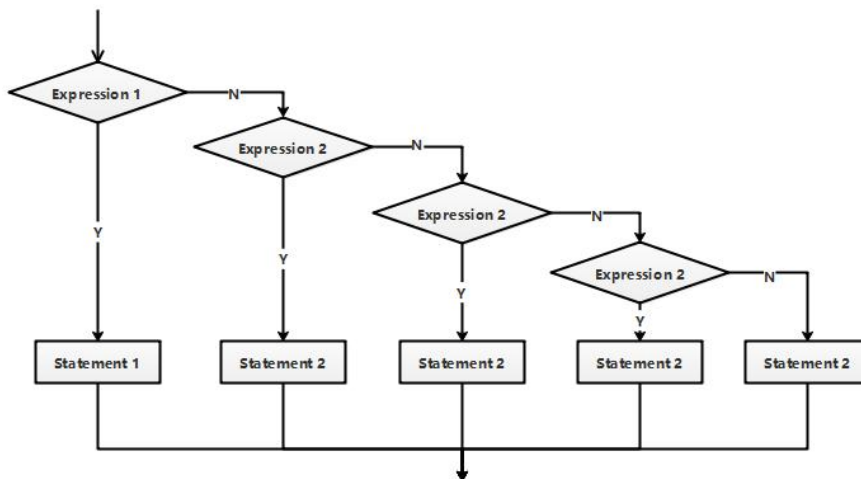 Expression 1
N
Expression 2
N
Expression 2
N
Expression 2
N
Y
Y
Y
Y
Statement 1
Statement 2
Statement 2
Statement 2
Statement 2